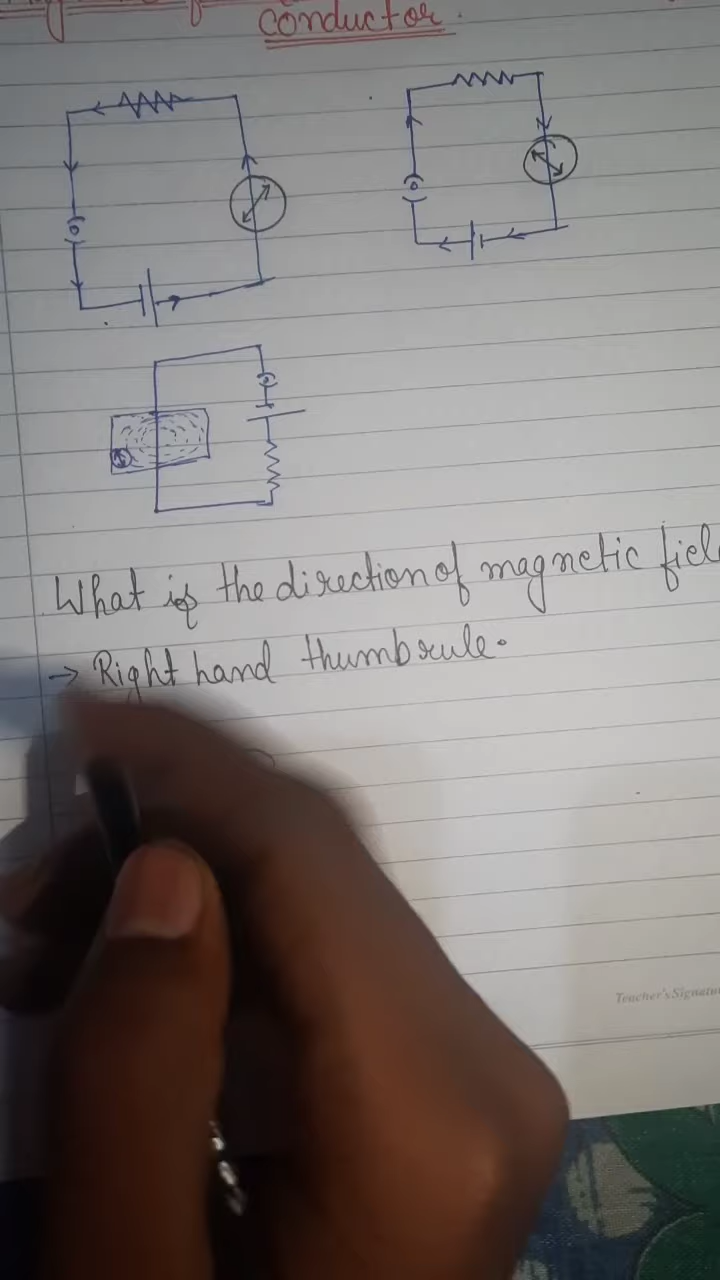 conductor.
What is the direction of magnetic fiel
→ Right hand thumb rule.
Teacher's Signatu